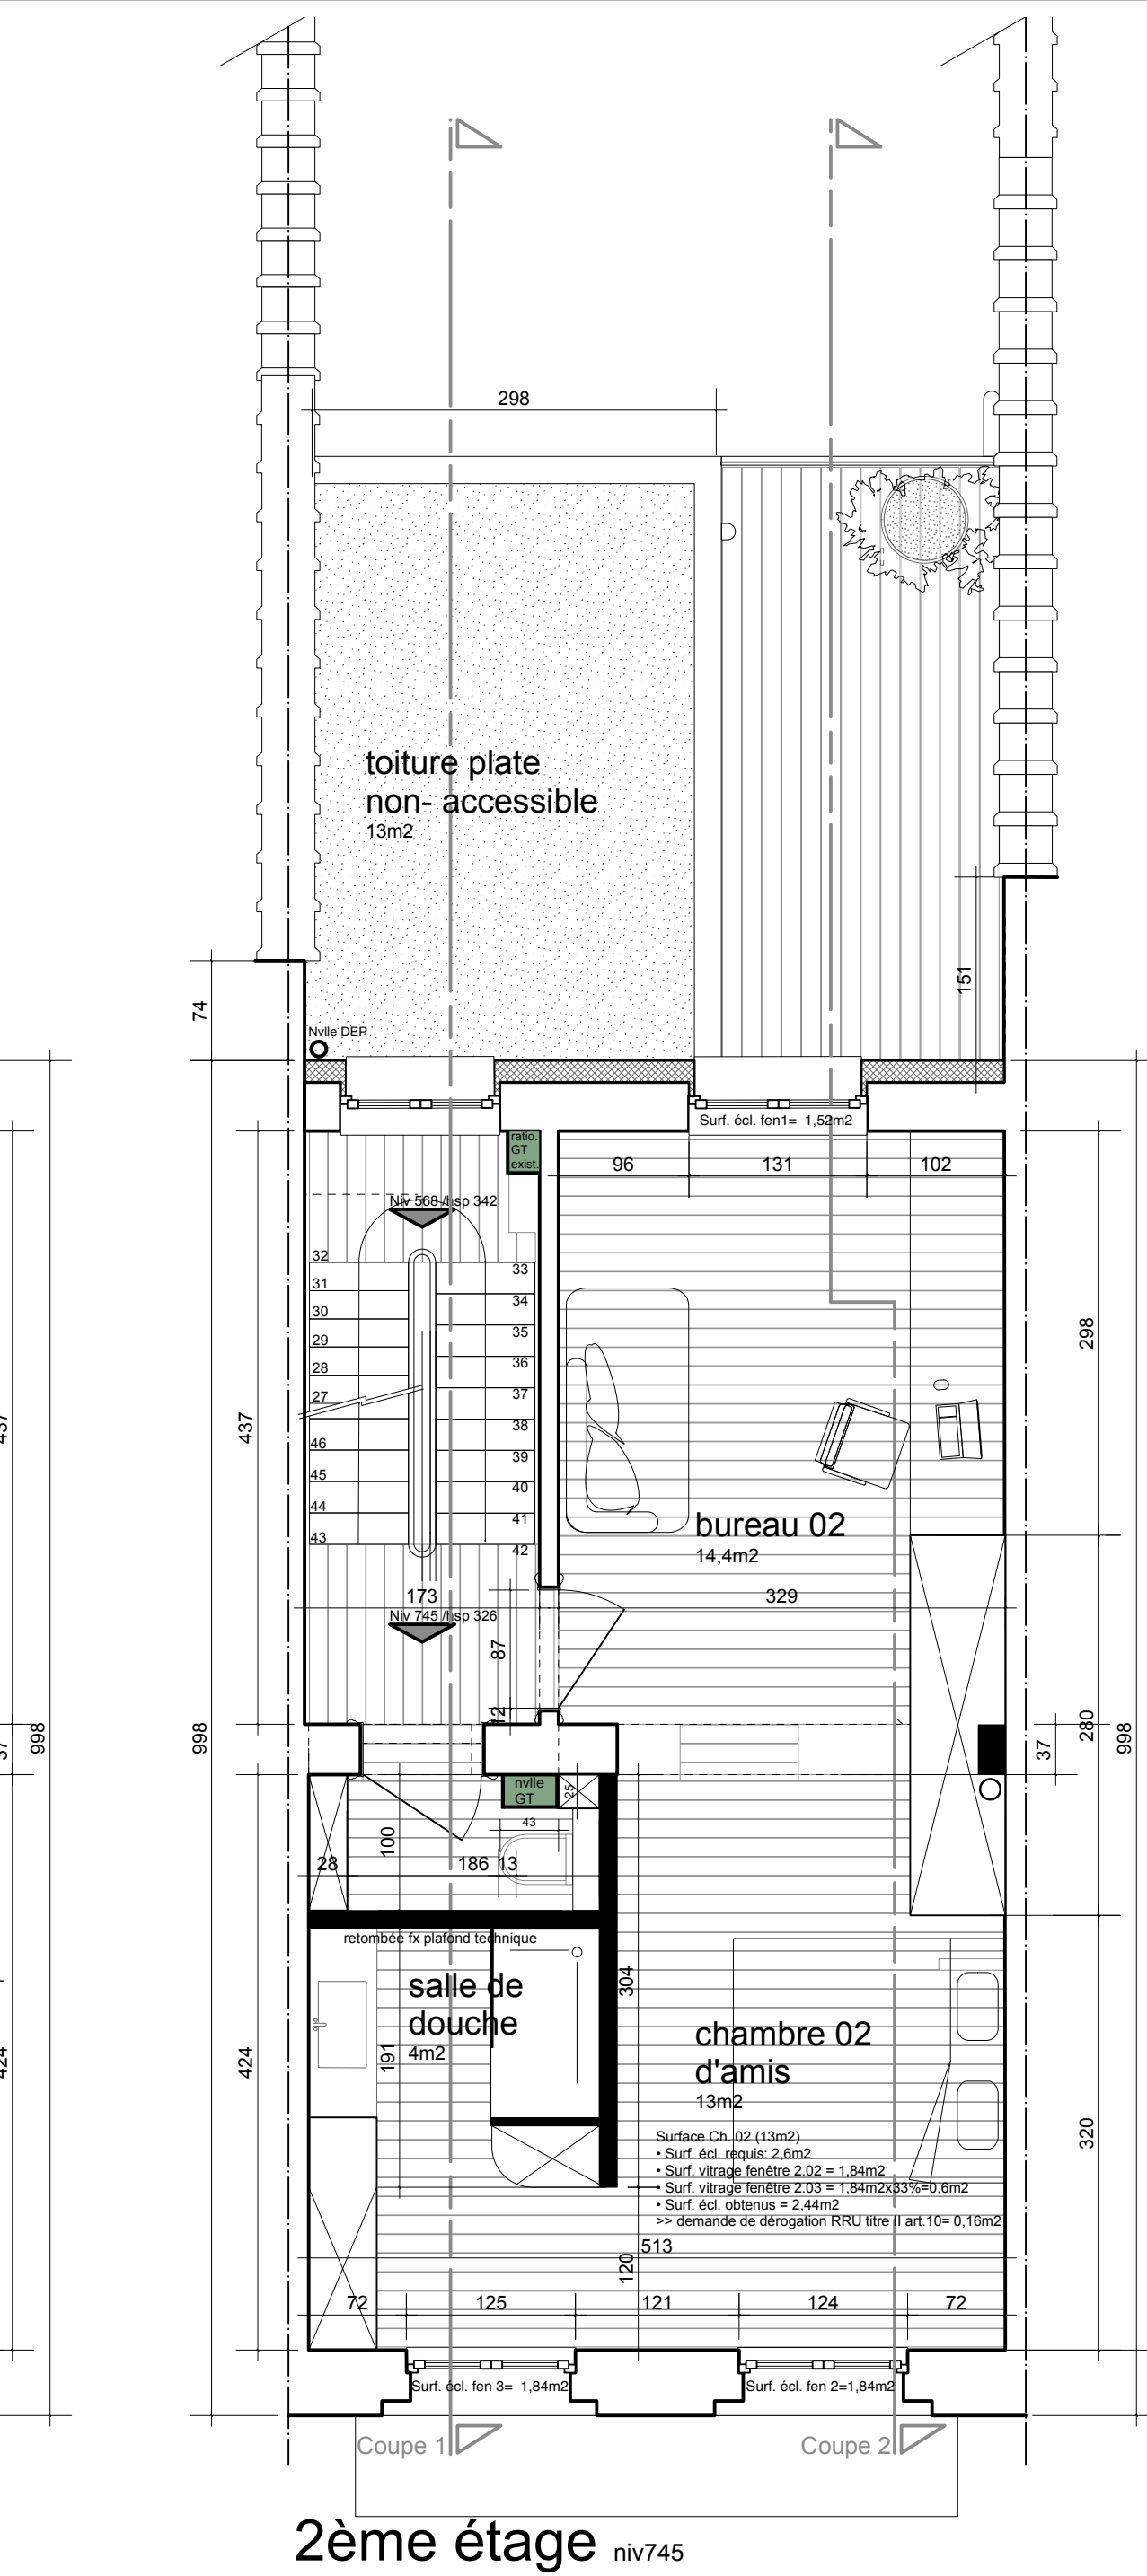 298
toiture plate
non- accessible
13m2
151
74
Nvlle DEP
Surf. écl. fen1= 1,52m2
ratio.
GT
exist.
96
131
102
Niv 568 /hsp 342
32
33
31
34
30
35
29
36
28
37
27
38
46
39
45
40
44
41
43
42
298
437
437
bureau 02
14,4m2
173
329
Niv 745 /hsp 326
87
12
998
37
998
280
37
998
nvlle
GT
25
43
100
28
186
13
retombée fx plafond technique
salle de
douche
4m2
191
304
chambre 02
d'amis
13m2
424
424
320
Surface Ch. 02 (13m2)
• Surf. écl. requis: 2,6m2
• Surf. vitrage fenêtre 2.02 = 1,84m2
• Surf. vitrage fenêtre 2.03 = 1,84m2x33%=0,6m2
• Surf. écl. obtenus = 2,44m2
>> demande de dérogation RRU titre II art.10= 0,16m2
513
120
72
125
121
124
72
Surf. écl. fen 3= 1,84m2
Surf. écl. fen 2=1,84m2
Coupe 1
Coupe 2
2ème étage niv745